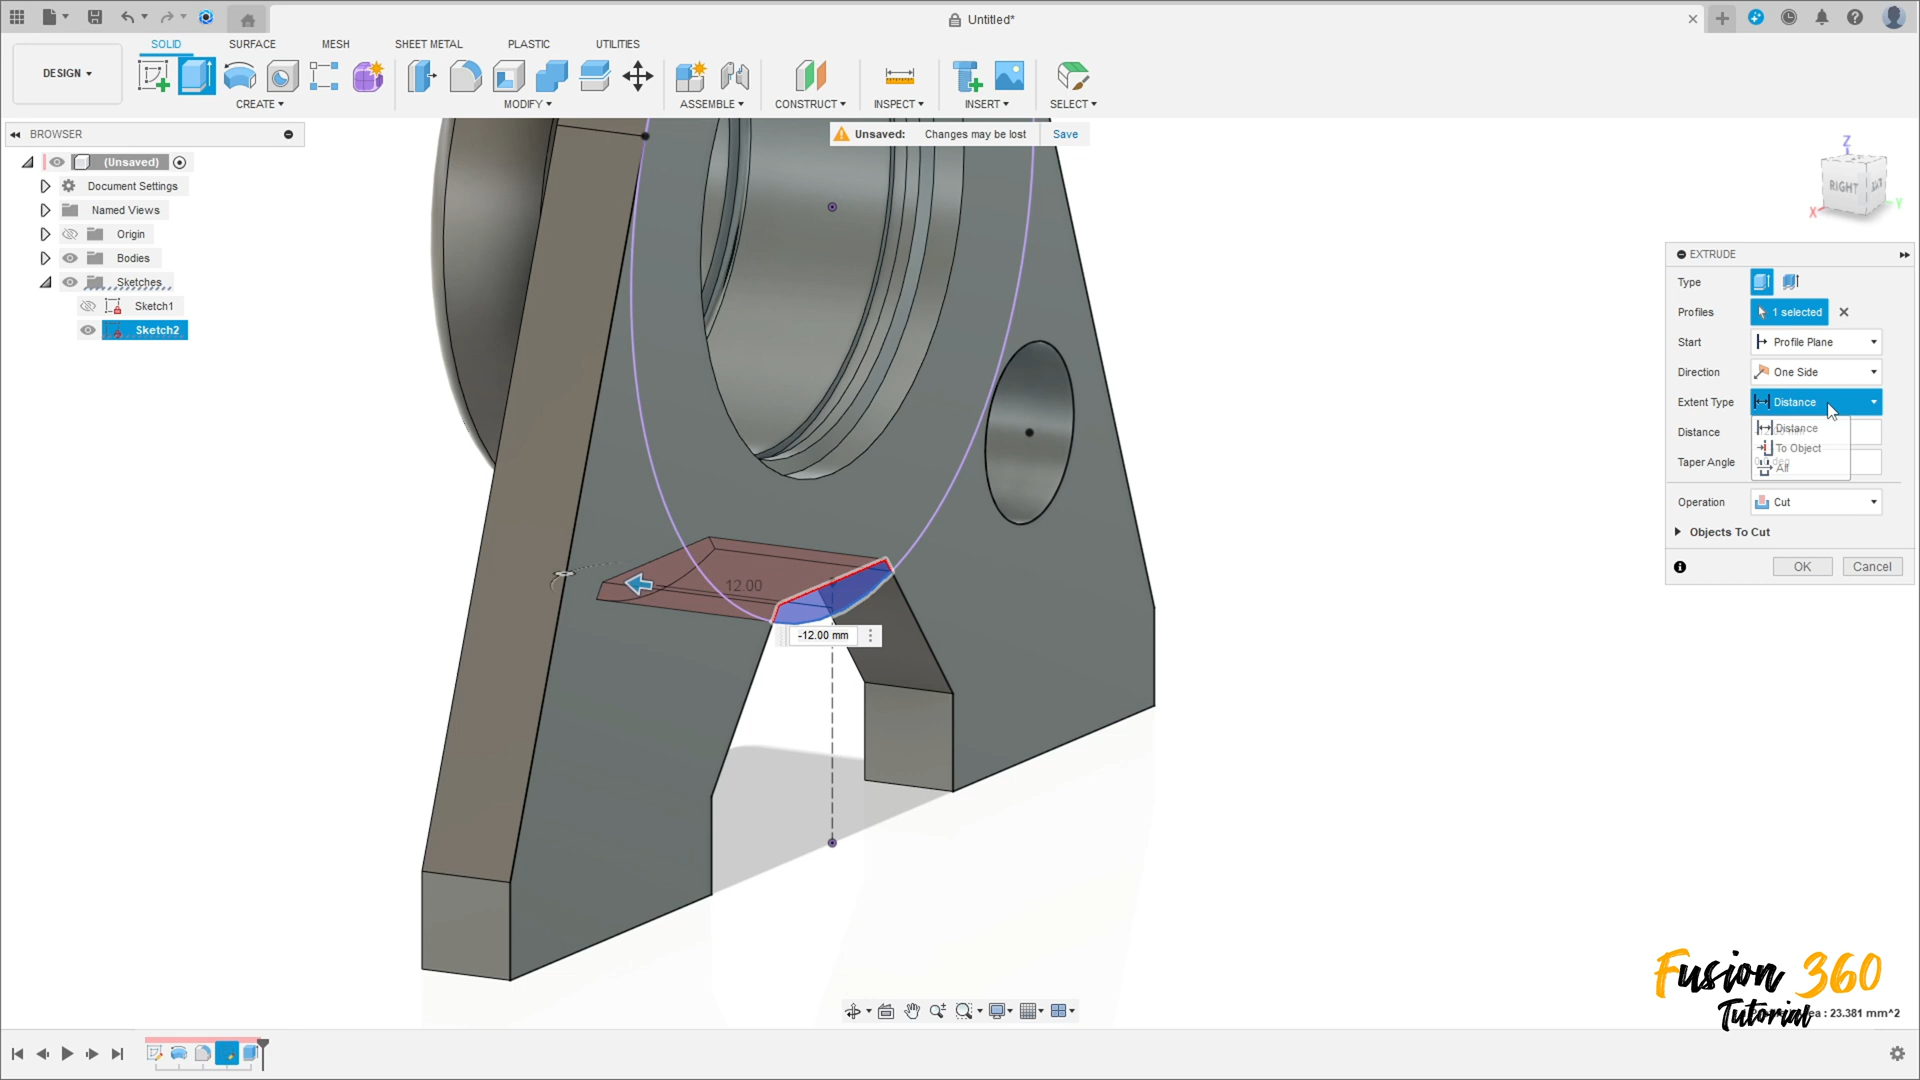 Untitled*
SOLID
SURFACE
MESH
SHEET METAL
PLASTIC
UTILITIES
DESIGN
CREATE
MODIFY
ASSEMBLE
CONSTRUCT
INSPECT
INSERT
SELECT
BROWSER
Unsaved: Changes may be lost Save
(Unsaved)
Document Settings
Named Views
Origin
Bodies
Sketches
Sketch1
Sketch2
Z
RIGHT
X
Y
EXTRUDE
Type
Profiles 1 selected
Start Profile Plane
Direction One Side
Extent Type Distance
Distance
To Object
All
Distance
Taper Angle
Operation Cut
Objects To Cut
OK Cancel
12.00
-12.00 mm
Fusion 360
Tutorial
ea : 23.381 mm^2